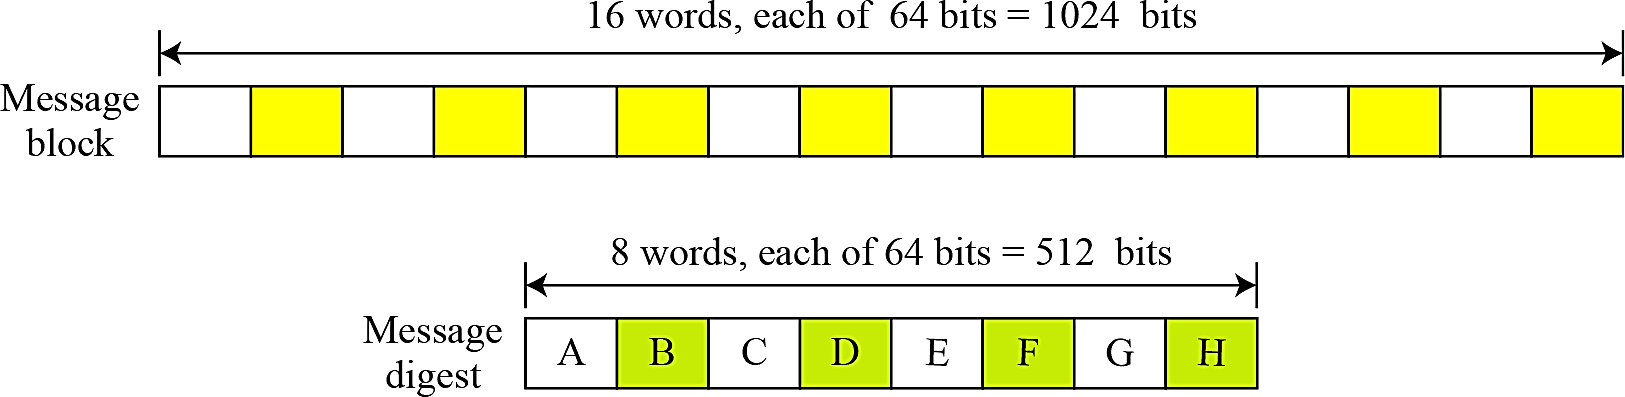 16 words, each of 64 bits = 1024 bits
Message
block
8 words, each of 64 bits = 512 bits
Message
digest
A B C D E F G H